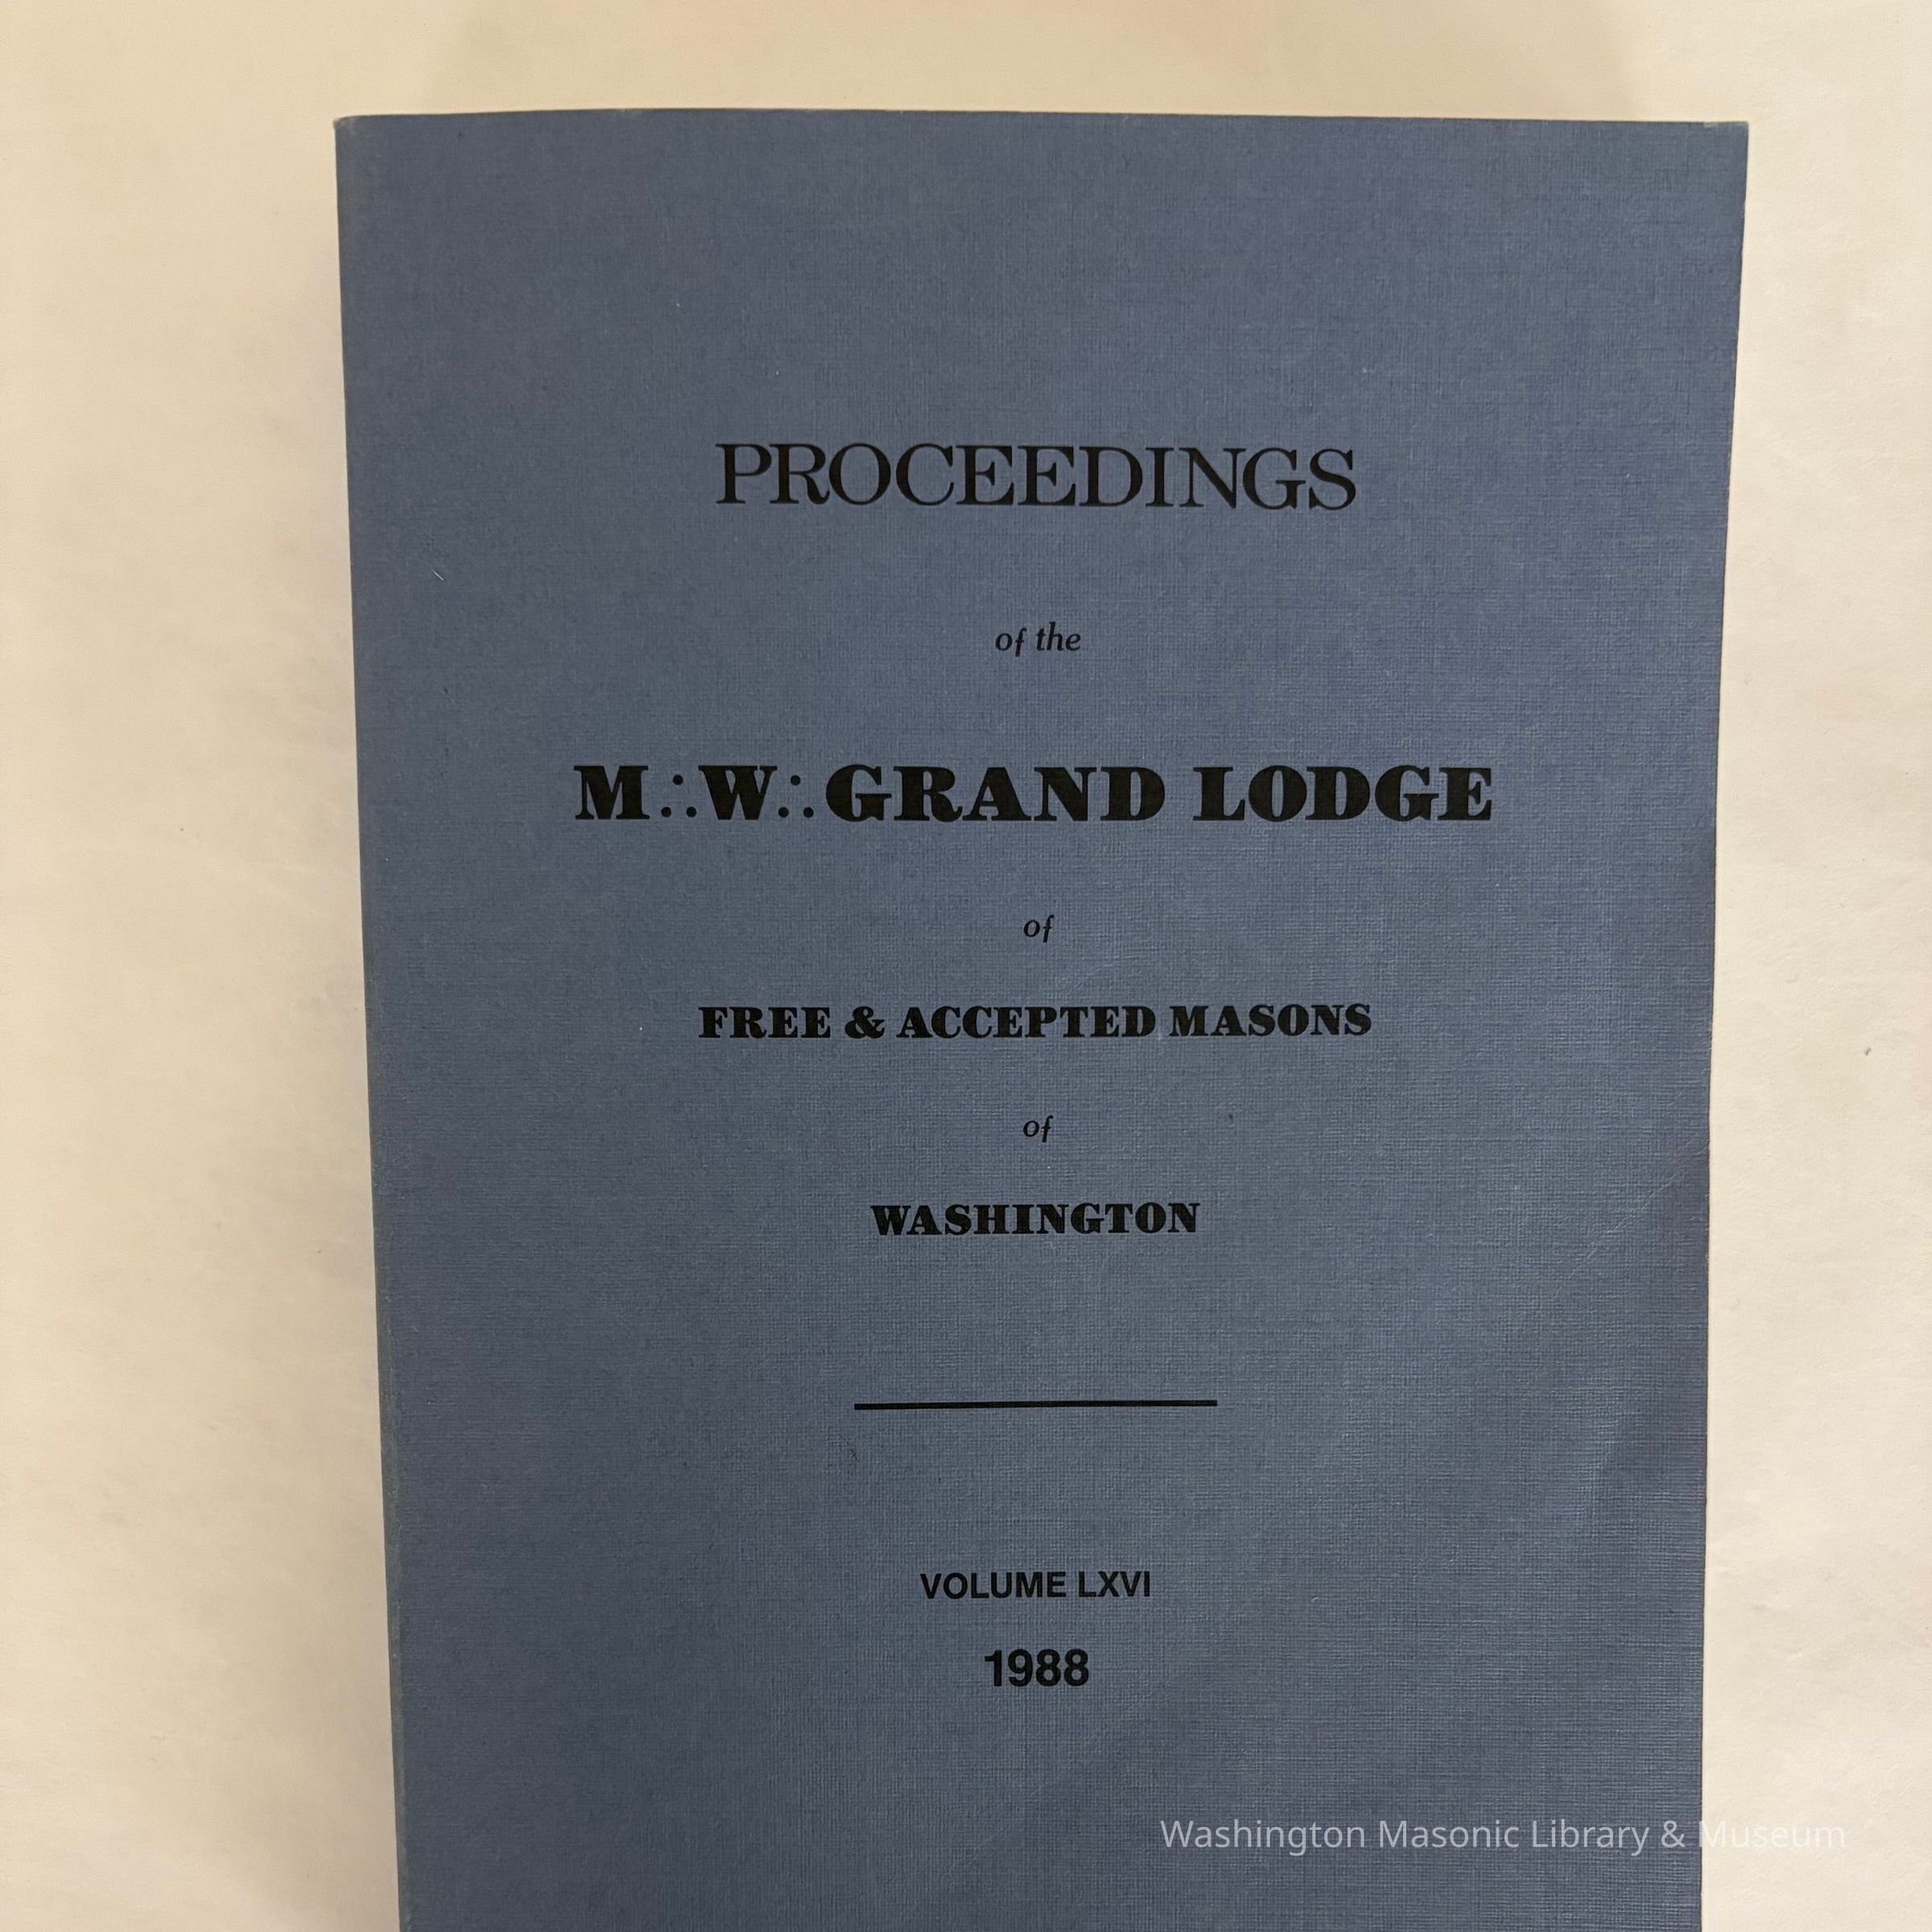 PROCEEDINGS
of the
M∴W∴GRAND LODGE
of
FREE & ACCEPTED MASONS
of
WASHINGTON
VOLUME LXVI
1988
Washington Masonic Library & Museum